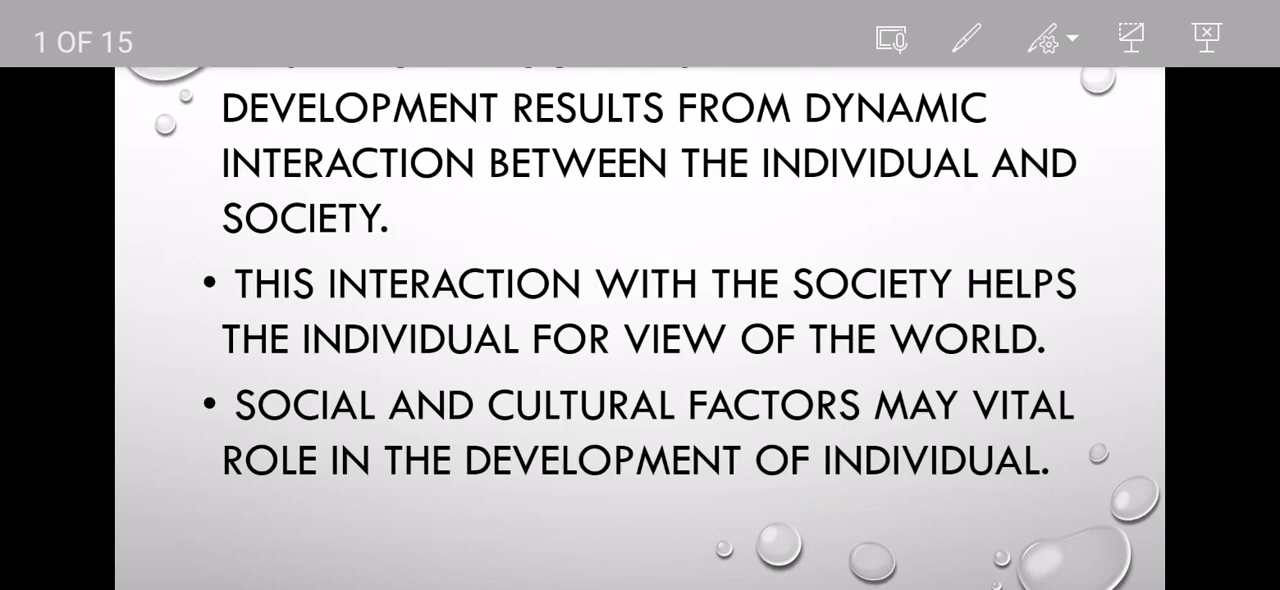 1 OF 15
DEVELOPMENT RESULTS FROM DYNAMIC
INTERACTION BETWEEN THE INDIVIDUAL AND
SOCIETY.
• THIS INTERACTION WITH THE SOCIETY HELPS
THE INDIVIDUAL FOR VIEW OF THE WORLD.
• SOCIAL AND CULTURAL FACTORS MAY VITAL
ROLE IN THE DEVELOPMENT OF INDIVIDUAL.